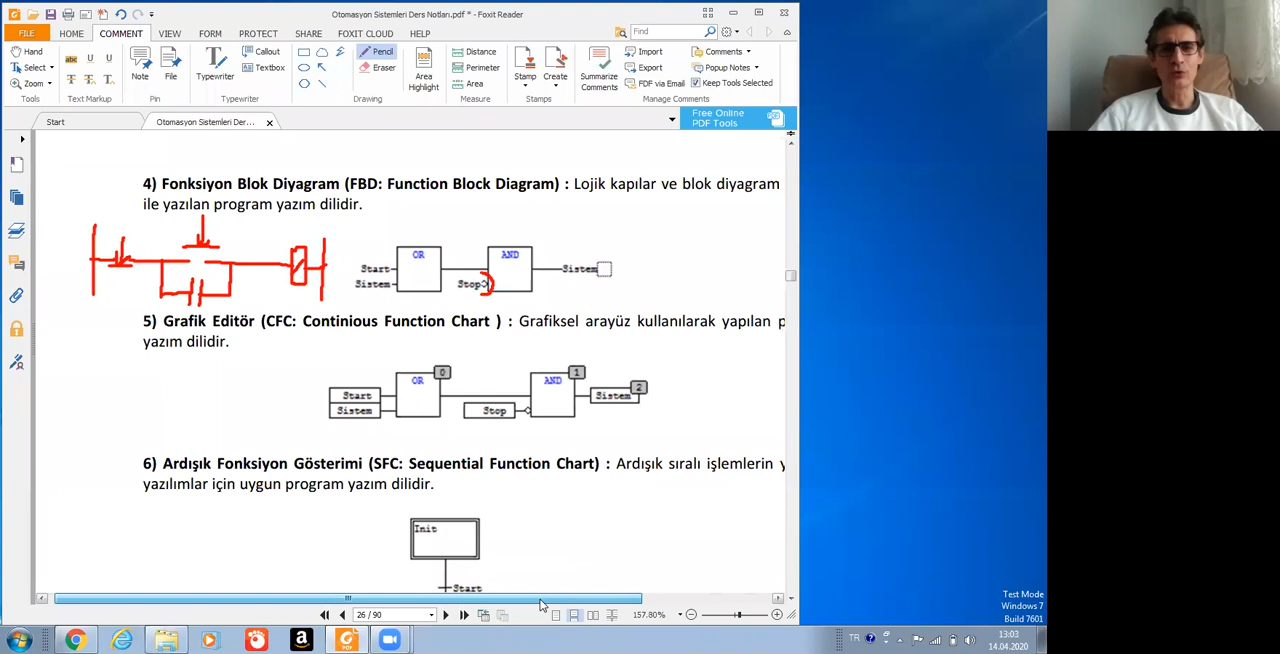 Otomasyon Sistemleri Ders Notları.pdf * - Foxit Reader
FILE HOME COMMENT VIEW FORM PROTECT SHARE FOXIT CLOUD HELP
Find
Hand
Select
Zoom
Tools
abc U U
T T T
Text Markup
Note
File
Pin
Typewriter
Callout
Textbox
Typewriter
Pencil
Eraser
Drawing
Area Highlight
Distance
Perimeter
Area
Measure
Stamp
Create
Stamps
Summarize Comments
Import
Export
FDF via Email
Comments
Popup Notes
Keep Tools Selected
Manage Comments
Start
Otomasyon Sistemleri Der...
Free Online
PDF Tools
4) Fonksiyon Blok Diyagram (FBD: Function Block Diagram) : Lojik kapılar ve blok diyagram
ile yazılan program yazım dilidir.
OR AND
Start Sistem
Sistem Stop
5) Grafik Editör (CFC: Continious Function Chart ) : Grafiksel arayüz kullanılarak yapılan p
yazım dilidir.
0 1
OR AND 2
Start Sistem
Sistem Stop
6) Ardışık Fonksiyon Gösterimi (SFC: Sequential Function Chart) : Ardışık sıralı işlemlerin y
yazılımlar için uygun program yazım dilidir.
Init
Start
26 / 90
157.80%
Test Mode
Windows 7
Build 7601
PDF
TR
13:03
14.04.2020